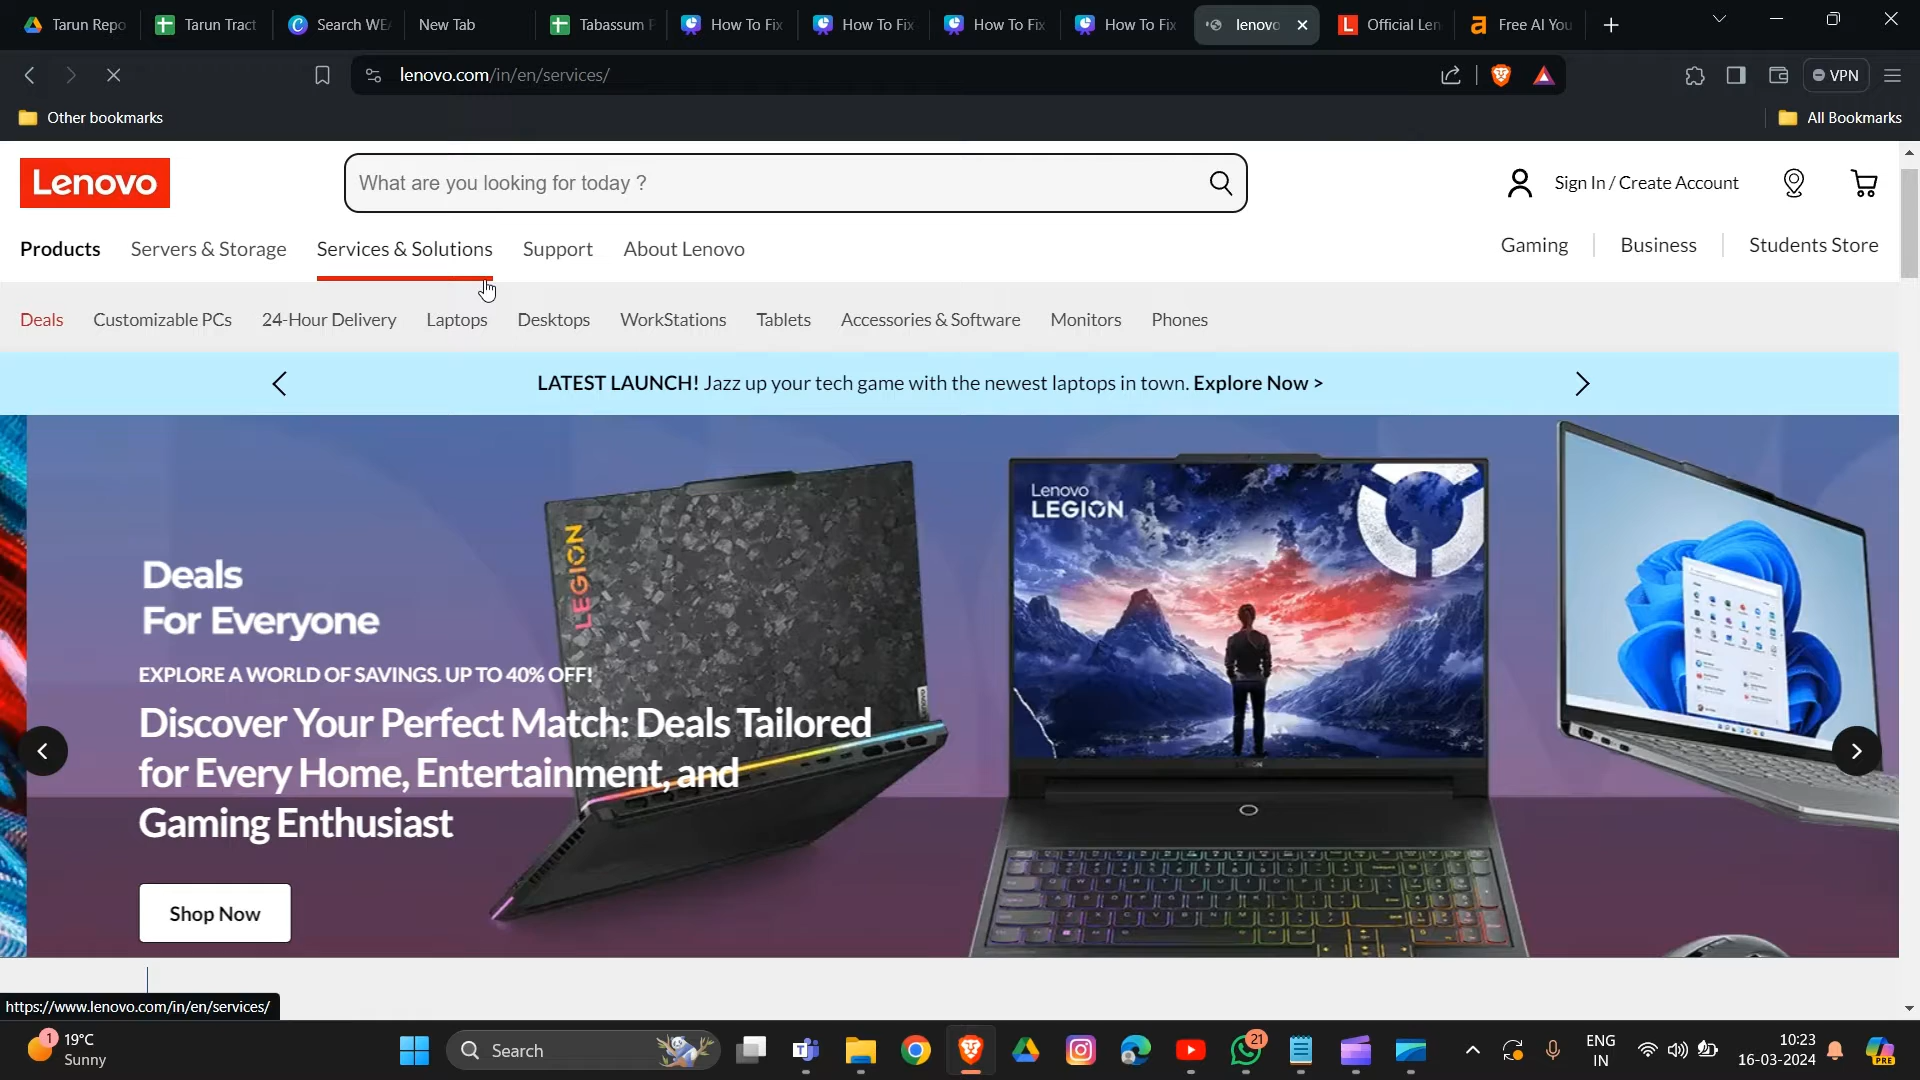 Tarun Repo
Tarun Tract
Search WEA
New Tab
Tabassum F
How To Fix
How To Fix
How To Fix
How To Fix
lenovo
Official Len
Free AI You
lenovo.com/in/en/services/
VPN
Other bookmarks
All Bookmarks
Lenovo
What are you looking for today ?
Sign In / Create Account
Products
Servers & Storage
Services & Solutions
Support
About Lenovo
Gaming
Business
Students Store
Deals
Customizable PCs
24-Hour Delivery
Laptops
Desktops
WorkStations
Tablets
Accessories & Software
Monitors
Phones
LATEST LAUNCH! Jazz up your tech game with the newest laptops in town. Explore Now >
LEGION
Lenovo
LEGION
Deals
For Everyone
EXPLORE A WORLD OF SAVINGS. UP TO 40% OFF!
Discover Your Perfect Match: Deals Tailored
for Every Home, Entertainment, and
Gaming Enthusiast
Shop Now
https://www.lenovo.com/in/en/services/
1
19°C
Sunny
Search
21
ENG
IN
10:23
16-03-2024
PRE